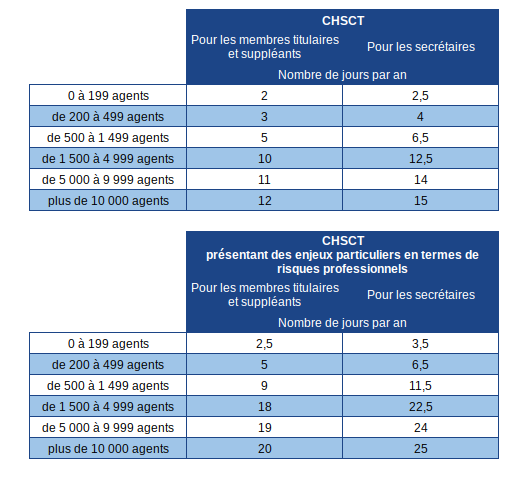 CHSCT
Pour les membres titulaires
et suppléants
Pour les secrétaires
Nombre de jours par an
0 à 199 agents 2 2,5
de 200 à 499 agents 3 4
de 500 à 1 499 agents 5 6,5
de 1 500 à 4 999 agents 10 12,5
de 5 000 à 9 999 agents 11 14
plus de 10 000 agents 12 15
CHSCT
présentant des enjeux particuliers en termes de
risques professionnels
Pour les membres titulaires
et suppléants
Pour les secrétaires
Nombre de jours par an
0 à 199 agents 2,5 3,5
de 200 à 499 agents 5 6,5
de 500 à 1 499 agents 9 11,5
de 1 500 à 4 999 agents 18 22,5
de 5 000 à 9 999 agents 19 24
plus de 10 000 agents 20 25